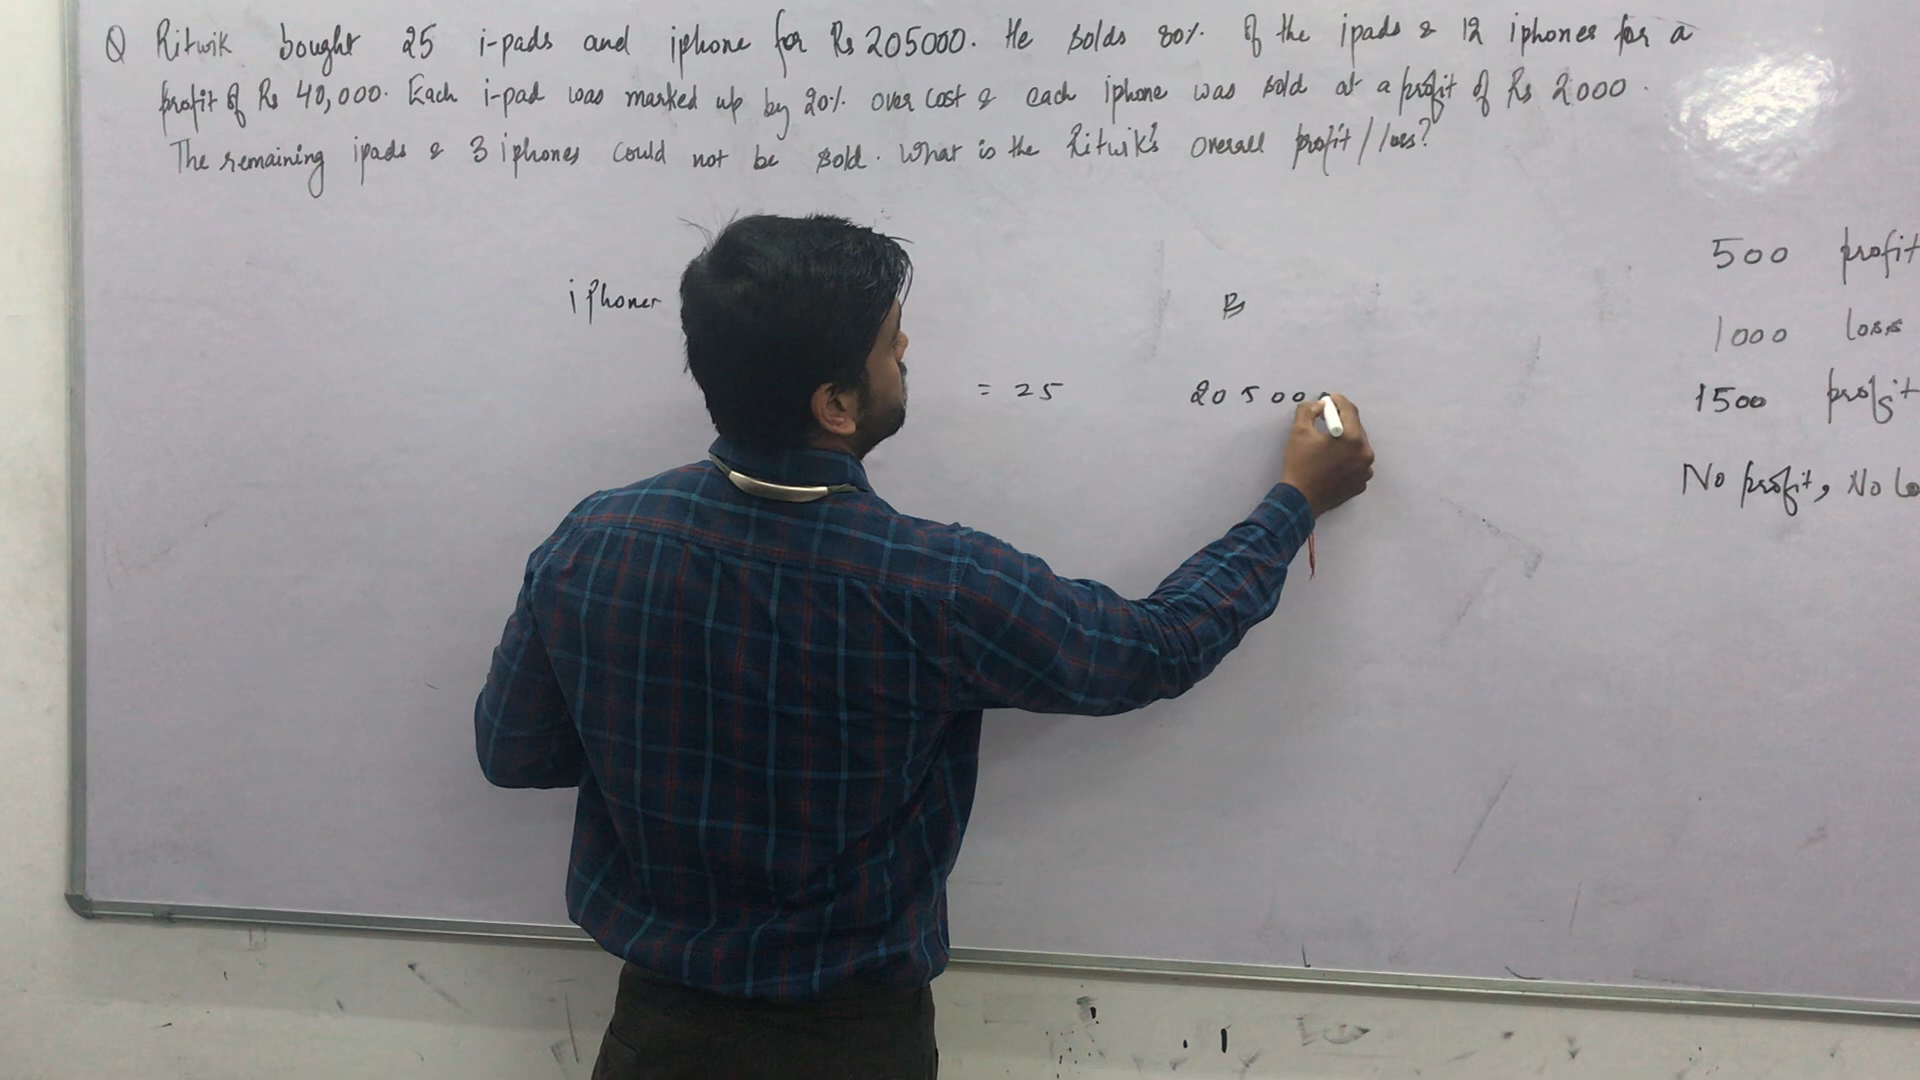 Q Ritwik bought 25 i-pads and iphone for Rs 205000. He solds 80%. of the ipads & 12 iphones for a
profit of Rs 40,000. Each i-pad was marked up by 20% over cost & each iphone was sold at a profit of Rs 2000.
The remaining ipads & 3 iphones could not be sold. What is the Ritwik's overall profit/loss?
iphones
= 25 20500
500 profit
1000 loss
1500 profit
No profit, No lo